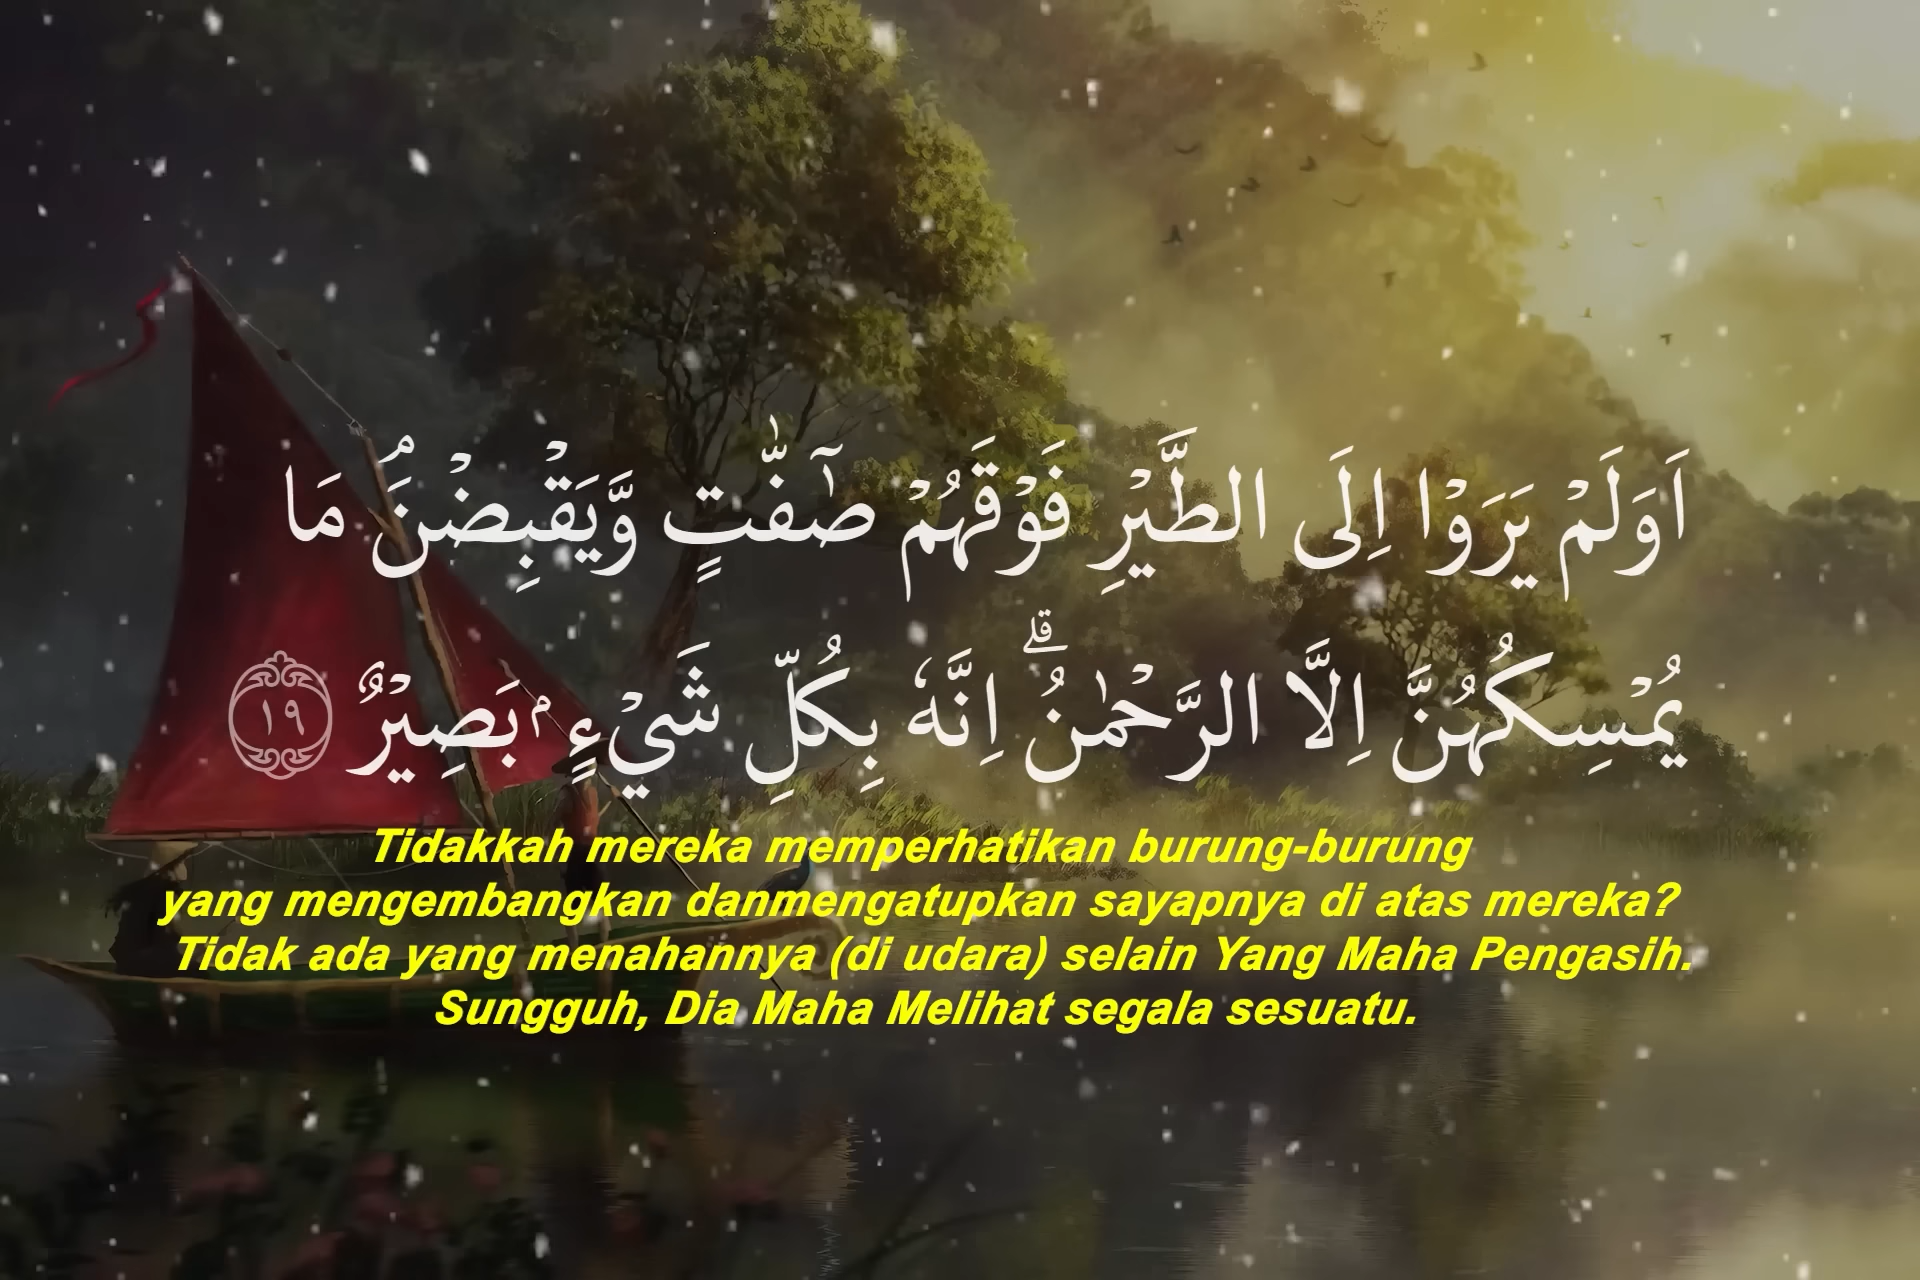 اَوَلَمْ يَرَوْا اِلَى الطَّيْرِ فَوْقَهُمْ صٰۤفّٰتٍ وَّيَقْبِضْنَۘ مَا
يُمْسِكُهُنَّ اِلَّا الرَّحْمٰنُۗ اِنَّهٗ بِكُلِّ شَيْءٍ ۢ بَصِيْرٌ ١٩
Tidakkah mereka memperhatikan burung-burung
yang mengembangkan danmengatupkan sayapnya di atas mereka?
Tidak ada yang menahannya (di udara) selain Yang Maha Pengasih.
Sungguh, Dia Maha Melihat segala sesuatu.